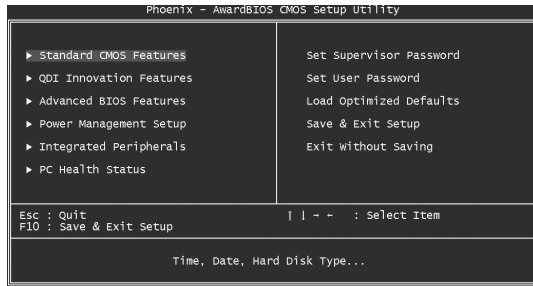 Phoenix - AwardBIOS CMOS Setup Utility
▶ Standard CMOS Features
▶ QDI Innovation Features
▶ Advanced BIOS Features
▶ Power Management Setup
▶ Integrated Peripherals
▶ PC Health Status
Set Supervisor Password
Set User Password
Load Optimized Defaults
Save & Exit Setup
Exit Without Saving
Esc : Quit
F10 : Save & Exit Setup
↑ ↓ → ← : Select Item
Time, Date, Hard Disk Type...